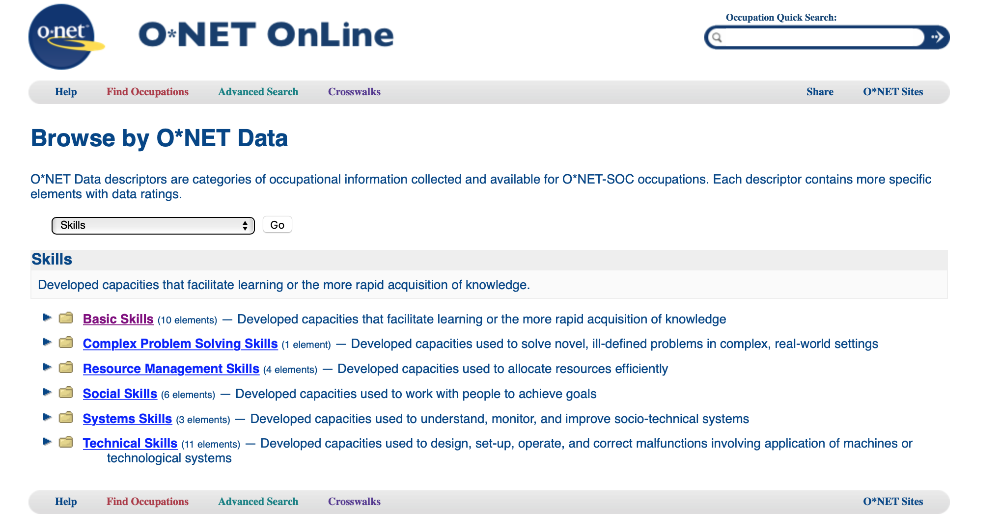 o·net®
O*NET OnLine
Occupation Quick Search:
Help Find Occupations Advanced Search Crosswalks Share O*NET Sites
Browse by O*NET Data
O*NET Data descriptors are categories of occupational information collected and available for O*NET-SOC occupations. Each descriptor contains more specific
elements with data ratings.
Skills Go
Skills
Developed capacities that facilitate learning or the more rapid acquisition of knowledge.
Basic Skills (10 elements) — Developed capacities that facilitate learning or the more rapid acquisition of knowledge
Complex Problem Solving Skills (1 element) — Developed capacities used to solve novel, ill-defined problems in complex, real-world settings
Resource Management Skills (4 elements) — Developed capacities used to allocate resources efficiently
Social Skills (6 elements) — Developed capacities used to work with people to achieve goals
Systems Skills (3 elements) — Developed capacities used to understand, monitor, and improve socio-technical systems
Technical Skills (11 elements) — Developed capacities used to design, set-up, operate, and correct malfunctions involving application of machines or
technological systems
Help Find Occupations Advanced Search Crosswalks O*NET Sites